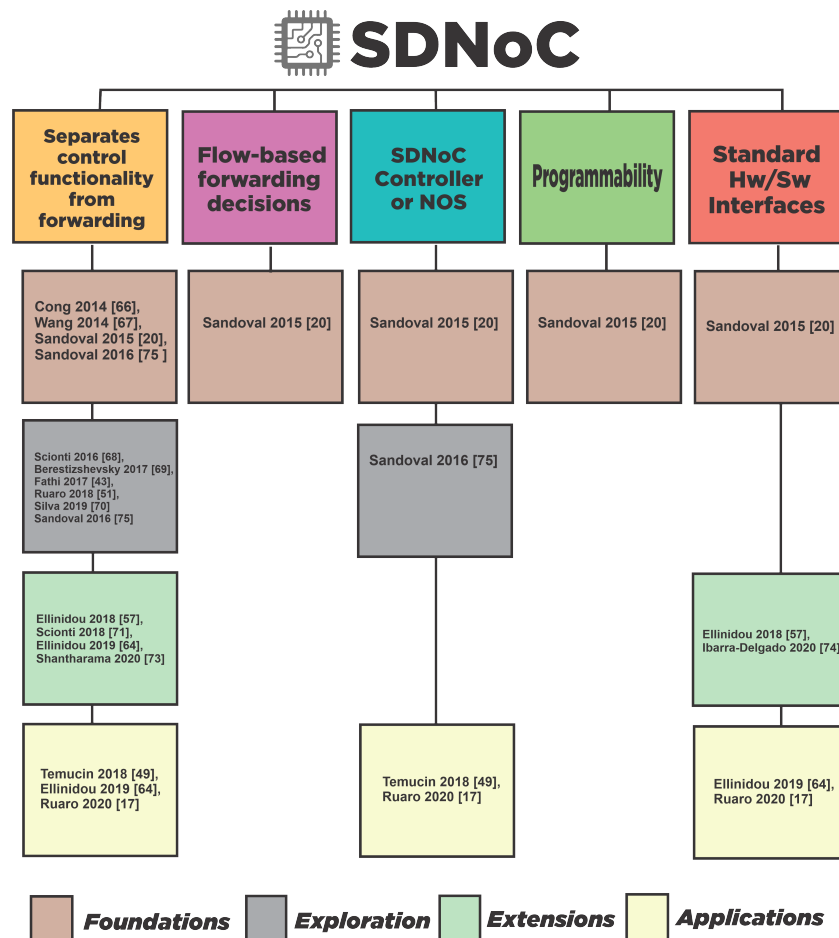 SDNoC
Separates
control
functionality
from
forwarding
Flow-based
forwarding
decisions
SDNoC
Controller
or NOS
Programmability
Standard
Hw/Sw
Interfaces
Cong 2014 [66],
Wang 2014 [67],
Sandoval 2015 [20],
Sandoval 2016 [75 ]
Sandoval 2015 [20]
Sandoval 2015 [20]
Sandoval 2015 [20]
Sandoval 2015 [20]
Scionti 2016 [68],
Berestizshevsky 2017 [69],
Fathi 2017 [43],
Ruaro 2018 [51],
Silva 2019 [70]
Sandoval 2016 [75]
Sandoval 2016 [75]
Ellinidou 2018 [57],
Scionti 2018 [71],
Ellinidou 2019 [64],
Shantharama 2020 [73]
Ellinidou 2018 [57],
Ibarra-Delgado 2020 [74]
Temucin 2018 [49],
Ellinidou 2019 [64],
Ruaro 2020 [17]
Temucin 2018 [49],
Ruaro 2020 [17]
Ellinidou 2019 [64],
Ruaro 2020 [17]
Foundations
Exploration
Extensions
Applications